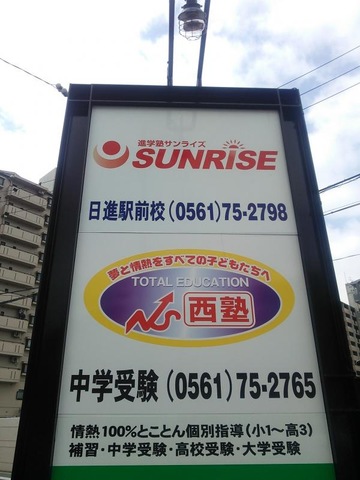 進学塾サンライズ
SUNRISE
日進駅前校(0561)75-2798
夢と情熱をすべての子どもたちへ
TOTAL EDUCATION
NS 西塾
中学受験(0561)75-2765
情熱100%とことん個別指導(小1～高3)
補習・中学受験・高校受験・大学受験